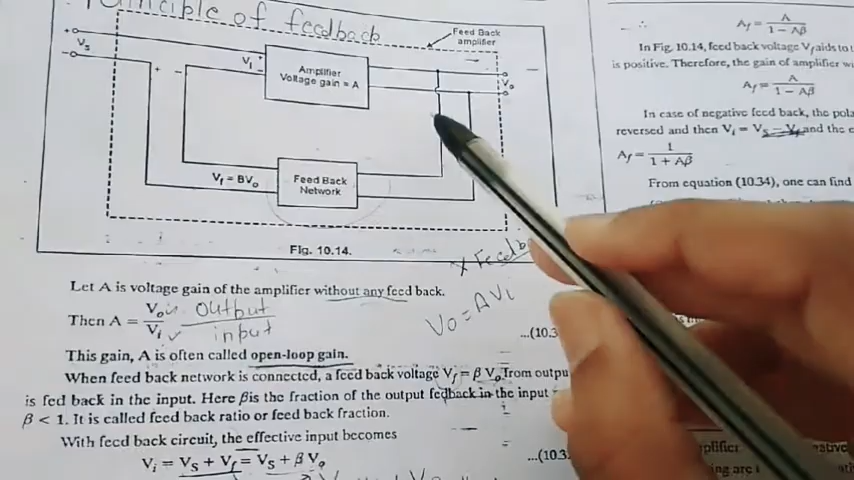 Principle of feedback
Feed Back
amplifier
+
Vs
−
Vi
+
−
Amplifier
Voltage gain = A
Vo
+
−
Vf = BVo
Feed Back
Network
Fig. 10.14.
Let A is voltage gain of the amplifier without any feed back.
Then A = Vo / Vi
Output
input
Vo = AVi
...(10.3
This gain, A is often called open-loop gain.
When feed back network is connected, a feed back voltage Vf = β Vo from outpu
is fed back in the input. Here β is the fraction of the output fedback in the input
β < 1. It is called feed back ratio or feed back fraction.
With feed back circuit, the effective input becomes
Vi = Vs + Vf = Vs + β Vo
...(10.3
∴ Af = A / 1 − Aβ
In Fig. 10.14, feed back voltage Vf aids to t
is positive. Therefore, the gain of amplifier w
Af = A / 1 − Aβ
In case of negative feed back, the pola
reversed and then Vi = Vs − Vf and the e
Af = 1 / 1 + Aβ
From equation (10.34), one can find